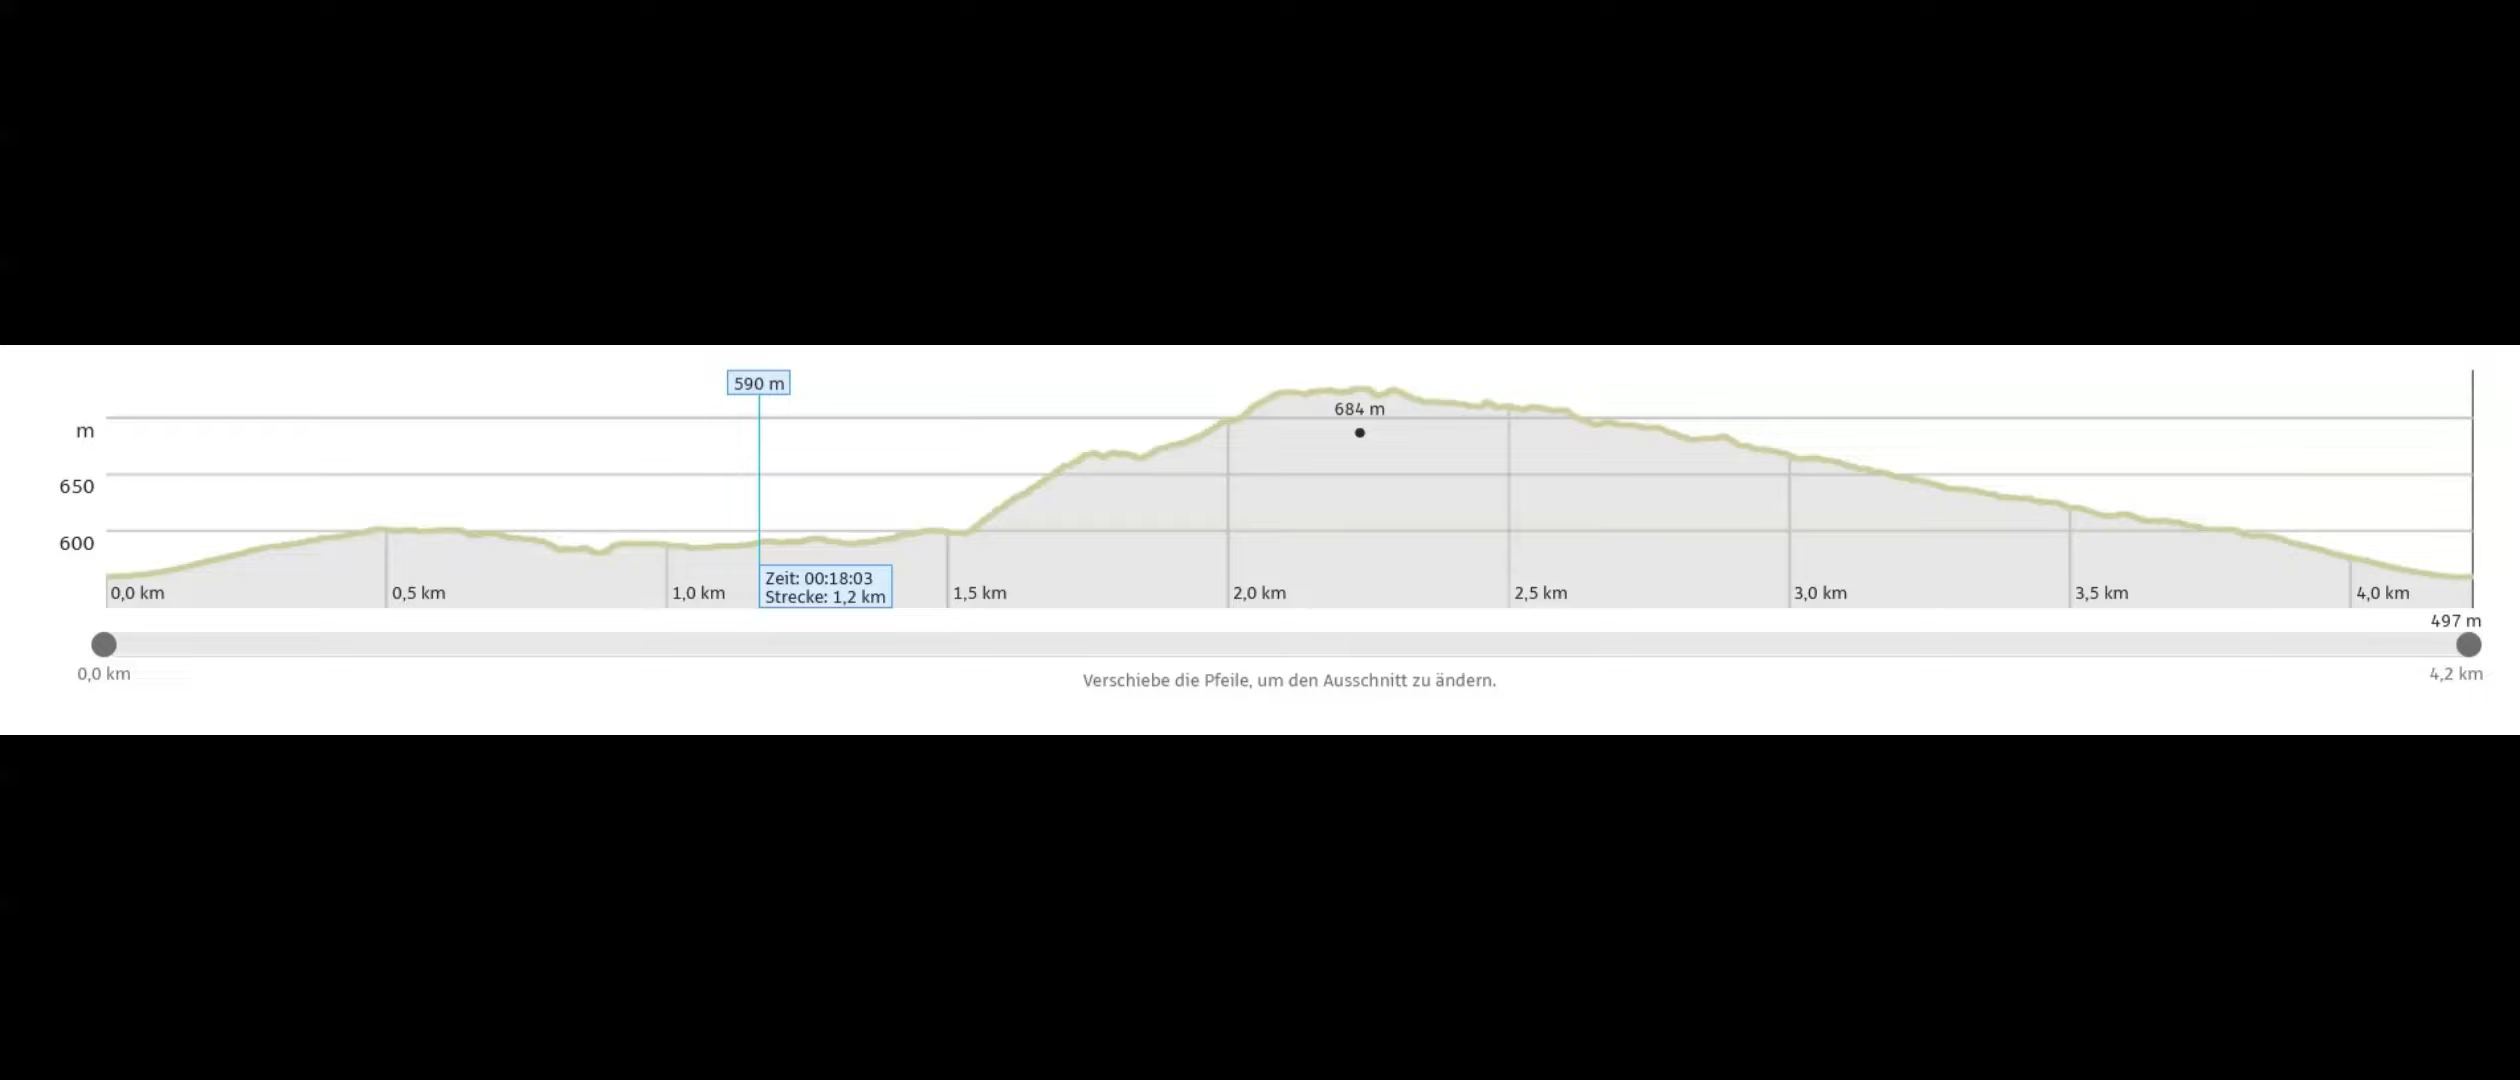 590 m
m
684 m
650
600
Zeit: 00:18:03
Strecke: 1,2 km
0,0 km 0,5 km 1,0 km 1,5 km 2,0 km 2,5 km 3,0 km 3,5 km 4,0 km
497 m
0,0 km 4,2 km
Verschiebe die Pfeile, um den Ausschnitt zu ändern.